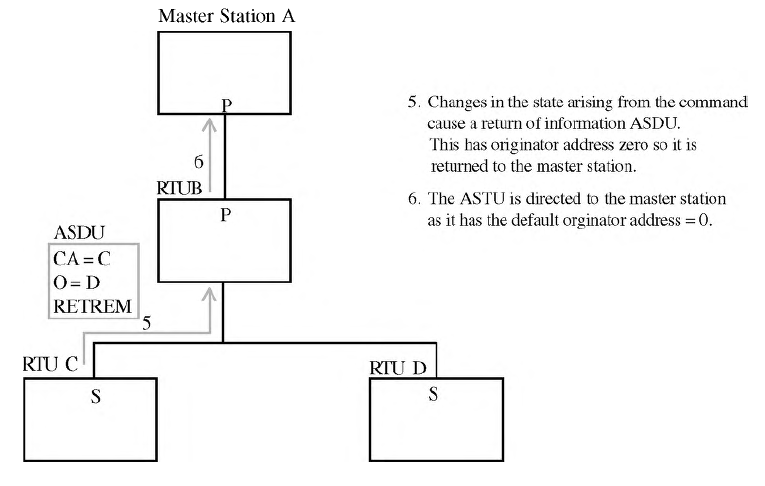 Master Station A
P
6
RTUB
P
ASDU
CA = C
O = D
RETREM
5
RTU C
S
RTU D
S
5. Changes in the state arising from the command
cause a return of information ASDU.
This has originator address zero so it is
returned to the master station.
6. The ASTU is directed to the master station
as it has the default orginator address = 0.